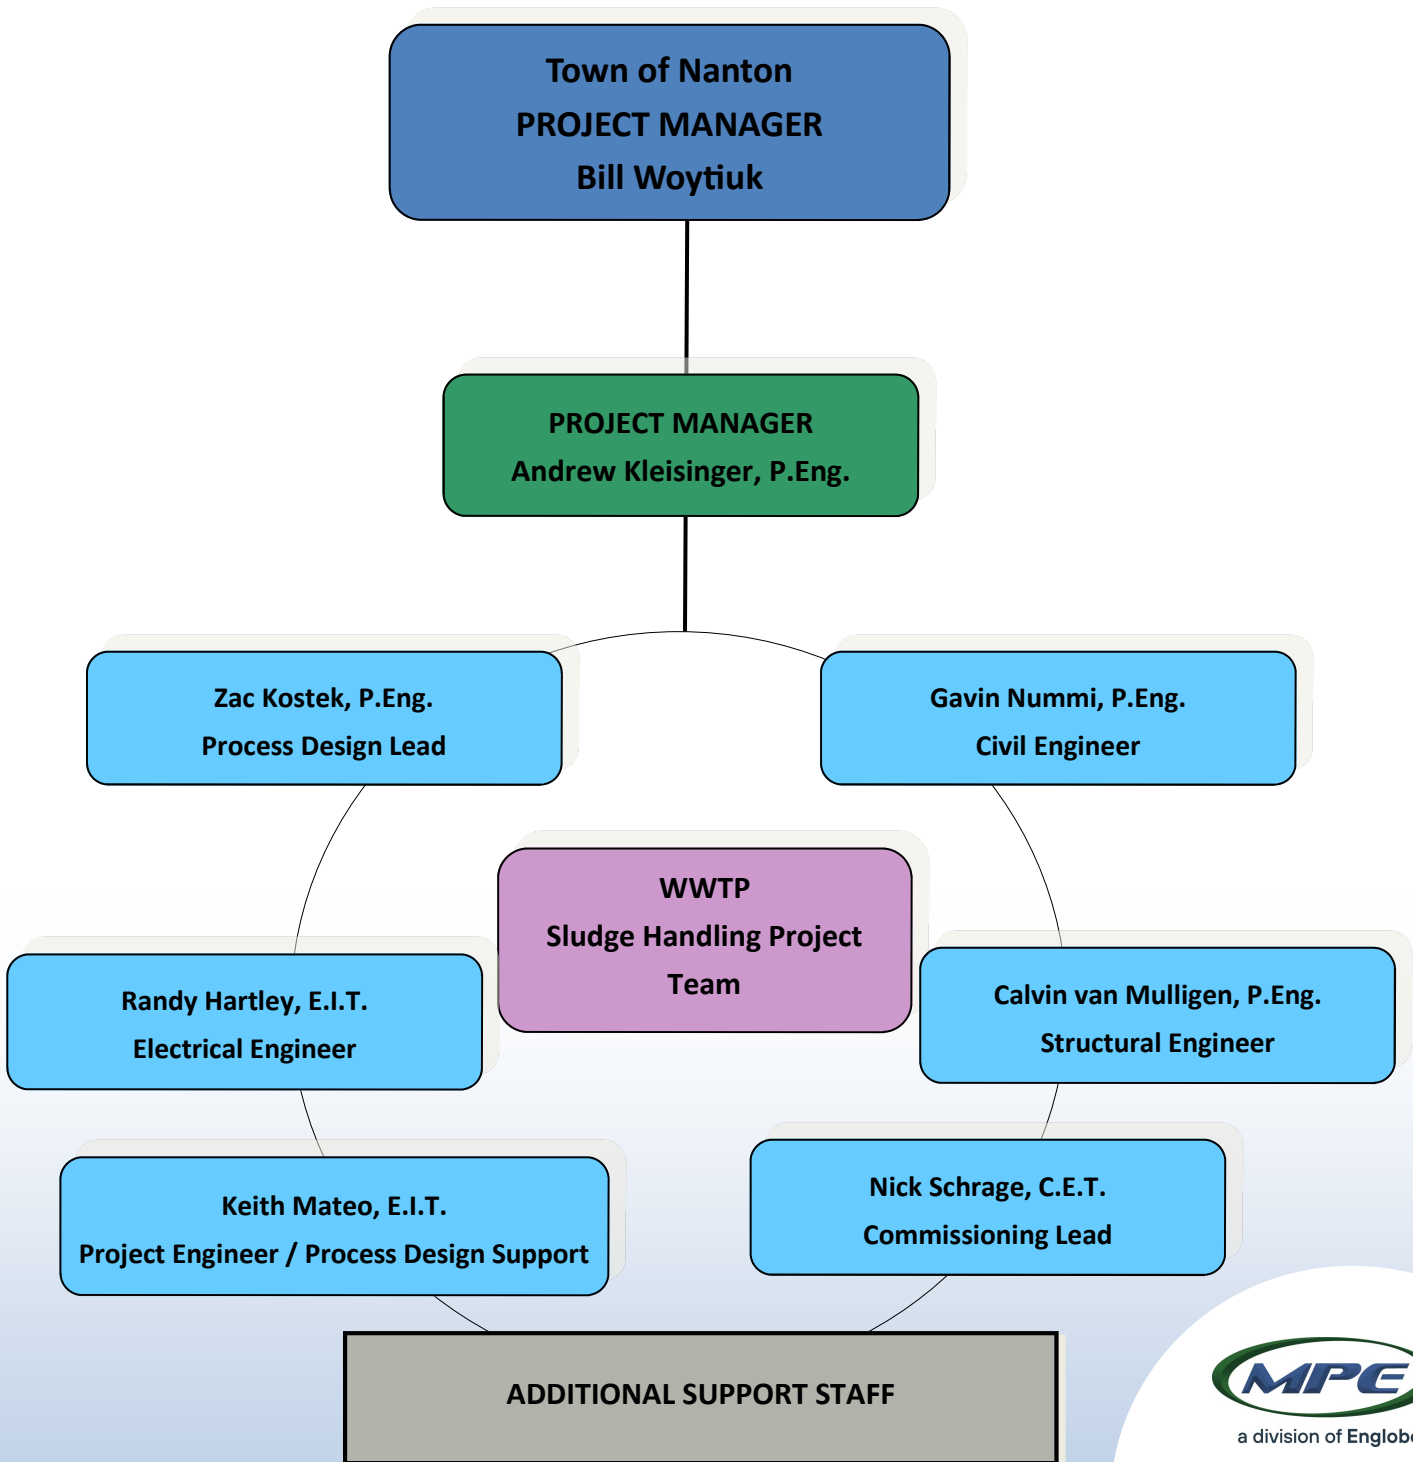 Town of Nanton
PROJECT MANAGER
Bill Woytiuk
PROJECT MANAGER
Andrew Kleisinger, P.Eng.
Zac Kostek, P.Eng.
Process Design Lead
Gavin Nummi, P.Eng.
Civil Engineer
WWTP
Sludge Handling Project
Team
Randy Hartley, E.I.T.
Electrical Engineer
Calvin van Mulligen, P.Eng.
Structural Engineer
Keith Mateo, E.I.T.
Project Engineer / Process Design Support
Nick Schrage, C.E.T.
Commissioning Lead
ADDITIONAL SUPPORT STAFF
MPE
a division of Englobe